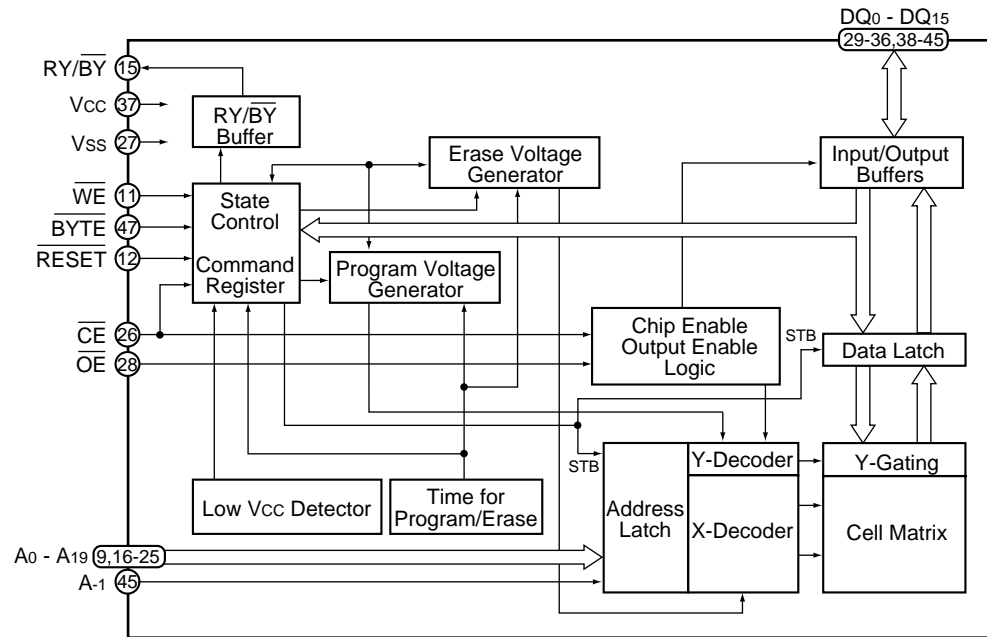 DQ0 - DQ15
29-36,38-45
RY/BY 15
VCC 37
VSS 27
WE 11
BYTE 47
RESET 12
CE 26
OE 28
A0 - A19 9,16-25
A-1 45
RY/BY
Buffer
State
Control
Command
Register
Erase Voltage
Generator
Program Voltage
Generator
Input/Output
Buffers
Chip Enable
Output Enable
Logic
STB
Data Latch
STB
Address
Latch
Y-Decoder
X-Decoder
Y-Gating
Cell Matrix
Low VCC Detector
Time for
Program/Erase